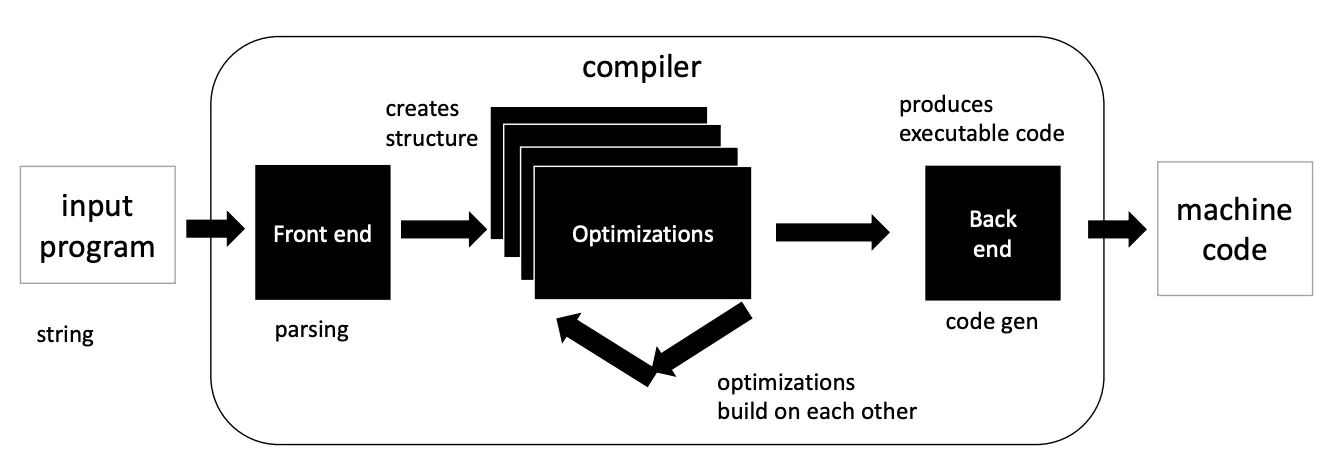 compiler
creates
structure
produces
executable code
input
program
Front end
Optimizations
Back
end
machine
code
string
parsing
code gen
optimizations
build on each other